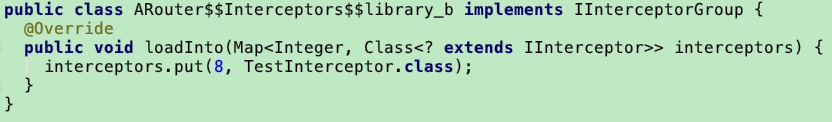 public class ARouter$$Interceptors$$library_b implements IInterceptorGroup {
  @Override
  public void loadInto(Map<Integer, Class<? extends IInterceptor>> interceptors) {
    interceptors.put(8, TestInterceptor.class);
  }
}